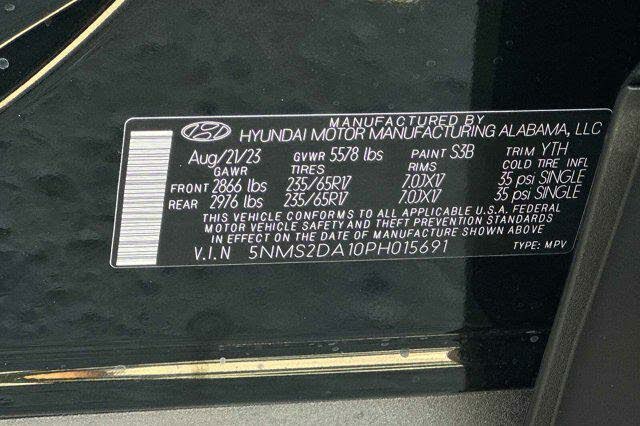 MANUFACTURED BY
HYUNDAI MOTOR MANUFACTURING ALABAMA, LLC
Aug/21/23 GVWR 5578 lbs PAINT S3B TRIM YTH
GAWR TIRES RIMS COLD TIRE INFL
FRONT 2866 lbs 235/65R17 7.0JX17 35 psi SINGLE
REAR 2976 lbs 235/65R17 7.0JX17 35 psi SINGLE
THIS VEHICLE CONFORMS TO ALL APPLICABLE U.S.A. FEDERAL
MOTOR VEHICLE SAFETY AND THEFT PREVENTION STANDARDS
IN EFFECT ON THE DATE OF MANUFACTURE SHOWN ABOVE
V.I.N 5NMS2DA10PH015691 TYPE: MPV